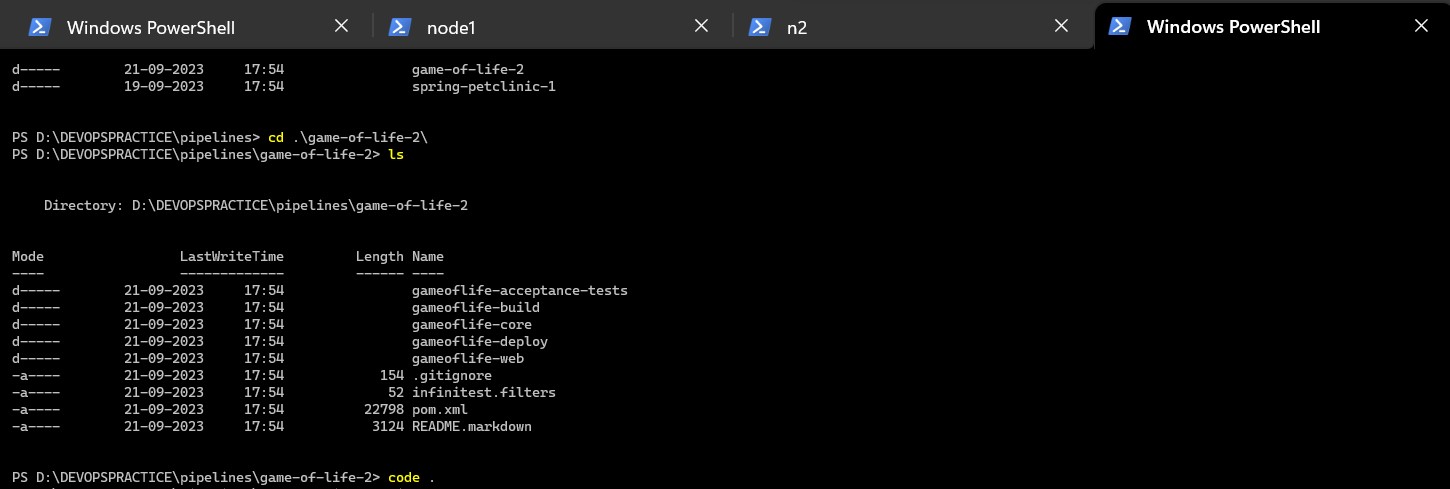 Windows PowerShell node1 n2 Windows PowerShell
d----- 21-09-2023 17:54 game-of-life-2
d----- 19-09-2023 17:54 spring-petclinic-1
PS D:\DEVOPSPRACTICE\pipelines> cd .\game-of-life-2\
PS D:\DEVOPSPRACTICE\pipelines\game-of-life-2> ls
Directory: D:\DEVOPSPRACTICE\pipelines\game-of-life-2
Mode LastWriteTime Length Name
---- ------------- ------ ----
d----- 21-09-2023 17:54 gameoflife-acceptance-tests
d----- 21-09-2023 17:54 gameoflife-build
d----- 21-09-2023 17:54 gameoflife-core
d----- 21-09-2023 17:54 gameoflife-deploy
d----- 21-09-2023 17:54 gameoflife-web
-a---- 21-09-2023 17:54 154 .gitignore
-a---- 21-09-2023 17:54 52 infinitest.filters
-a---- 21-09-2023 17:54 22798 pom.xml
-a---- 21-09-2023 17:54 3124 README.markdown
PS D:\DEVOPSPRACTICE\pipelines\game-of-life-2> code .